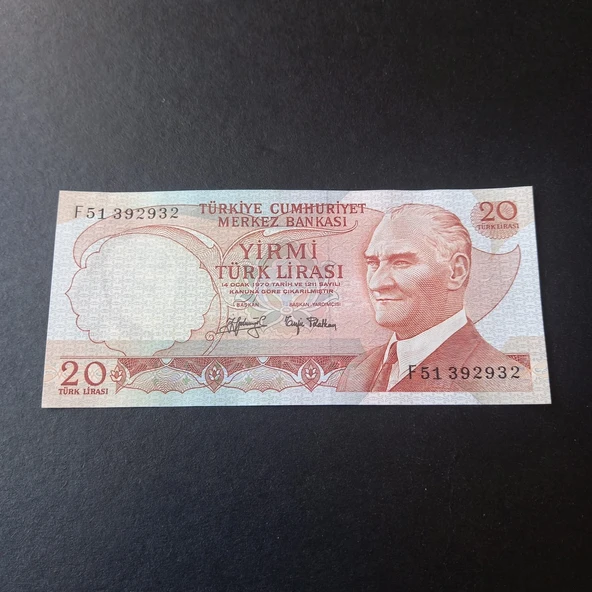 F51 392932
TÜRKİYE CUMHURİYET
MERKEZ BANKASI
20
TÜRK LİRASI
YİRMİ
TÜRK LİRASI
14 OCAK 1970 TARİH VE 1211 SAYILI
KANUNA GÖRE ÇIKARILMIŞTIR.
BAŞKAN BAŞKAN YARDIMCISI
F51 392932
20
TÜRK LİRASI